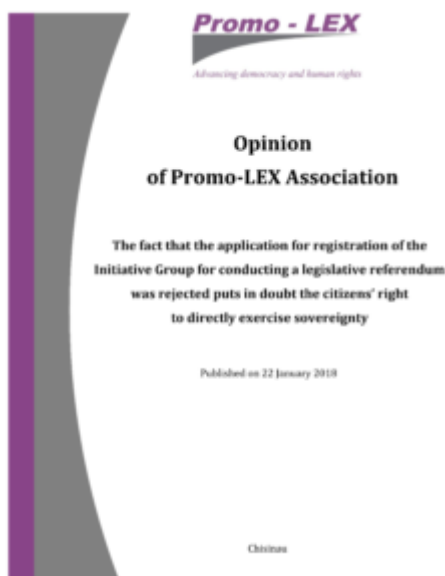 Promo - LEX
Advancing democracy and human rights
Opinion
of Promo-LEX Association
The fact that the application for registration of the
Initiative Group for conducting a legislative referendum
was rejected puts in doubt the citizens' right
to directly exercise sovereignty
Published on 22 January 2018
Chisinau